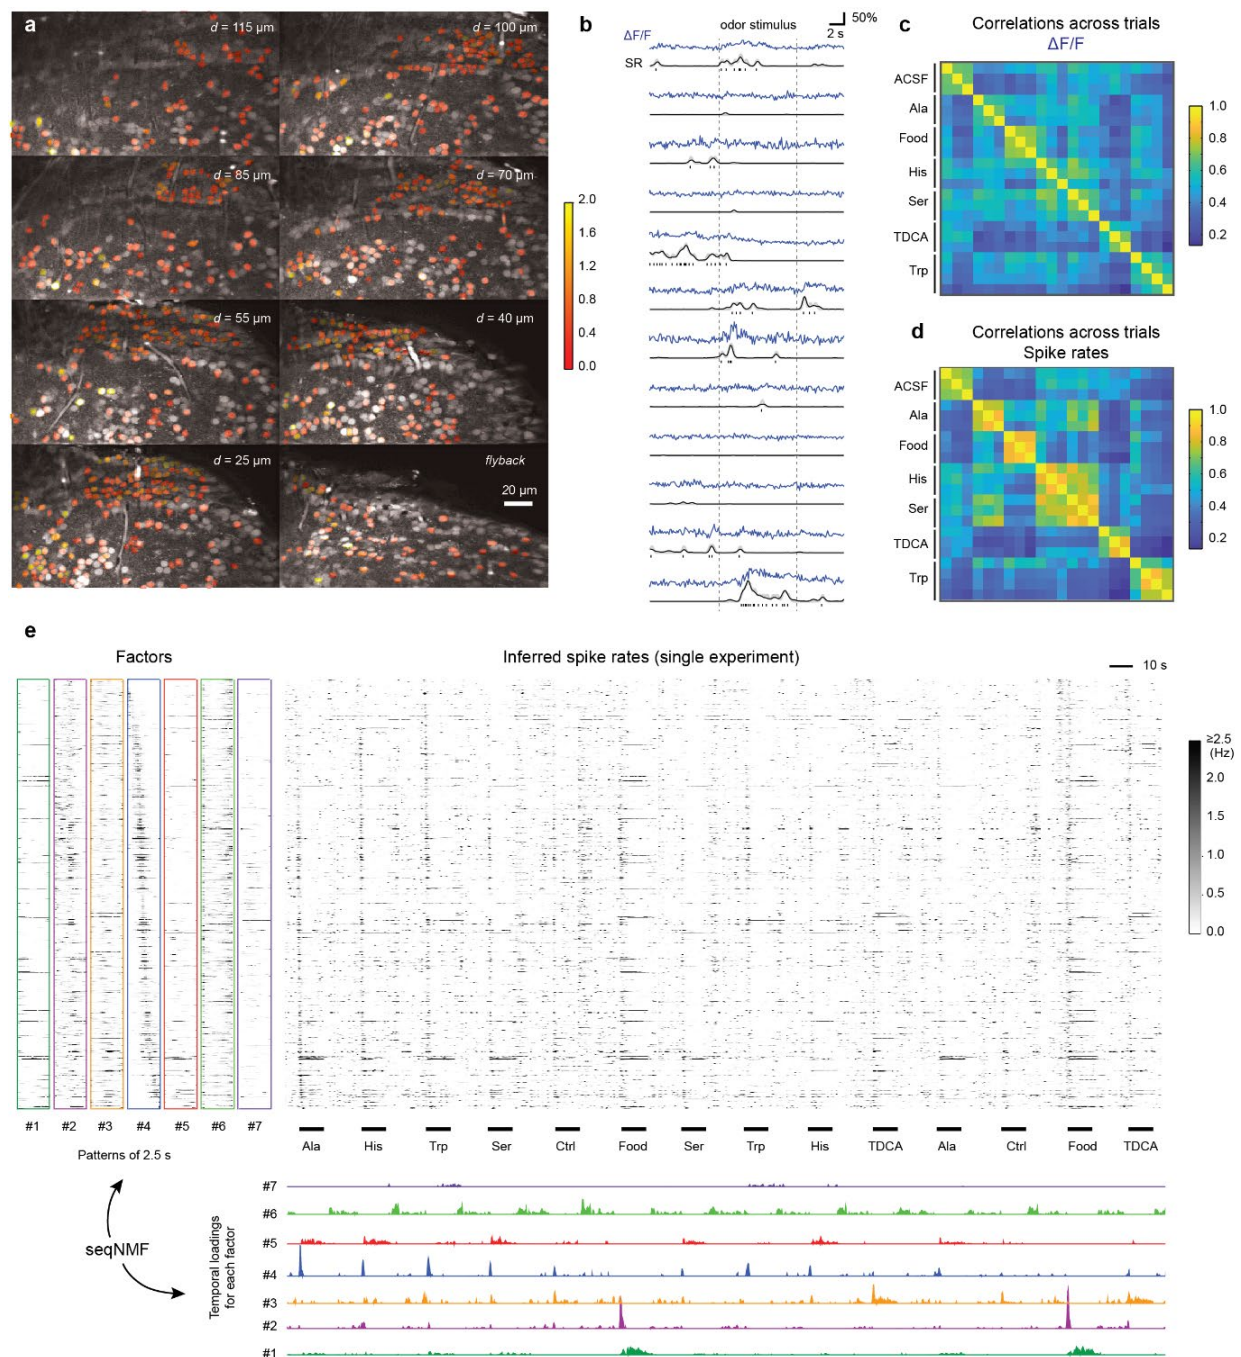 a
d = 115 µm
d = 100 µm
d = 85 µm
d = 70 µm
d = 55 µm
d = 40 µm
d = 25 µm
flyback
20 µm
2.0
1.6
1.2
0.8
0.4
0.0
b
odor stimulus
50%
2 s
ΔF/F
SR
c
Correlations across trials
ΔF/F
ACSF
Ala
Food
His
Ser
TDCA
Trp
1.0
0.8
0.6
0.4
0.2
d
Correlations across trials
Spike rates
ACSF
Ala
Food
His
Ser
TDCA
Trp
1.0
0.8
0.6
0.4
0.2
e
Factors
Inferred spike rates (single experiment)
10 s
≥2.5
(Hz)
2.0
1.5
1.0
0.5
0.0
#1 #2 #3 #4 #5 #6 #7
Patterns of 2.5 s
Ala His Trp Ser Ctrl Food Ser Trp His TDCA Ala Ctrl Food TDCA
seqNMF
Temporal loadings
for each factor
#7
#6
#5
#4
#3
#2
#1